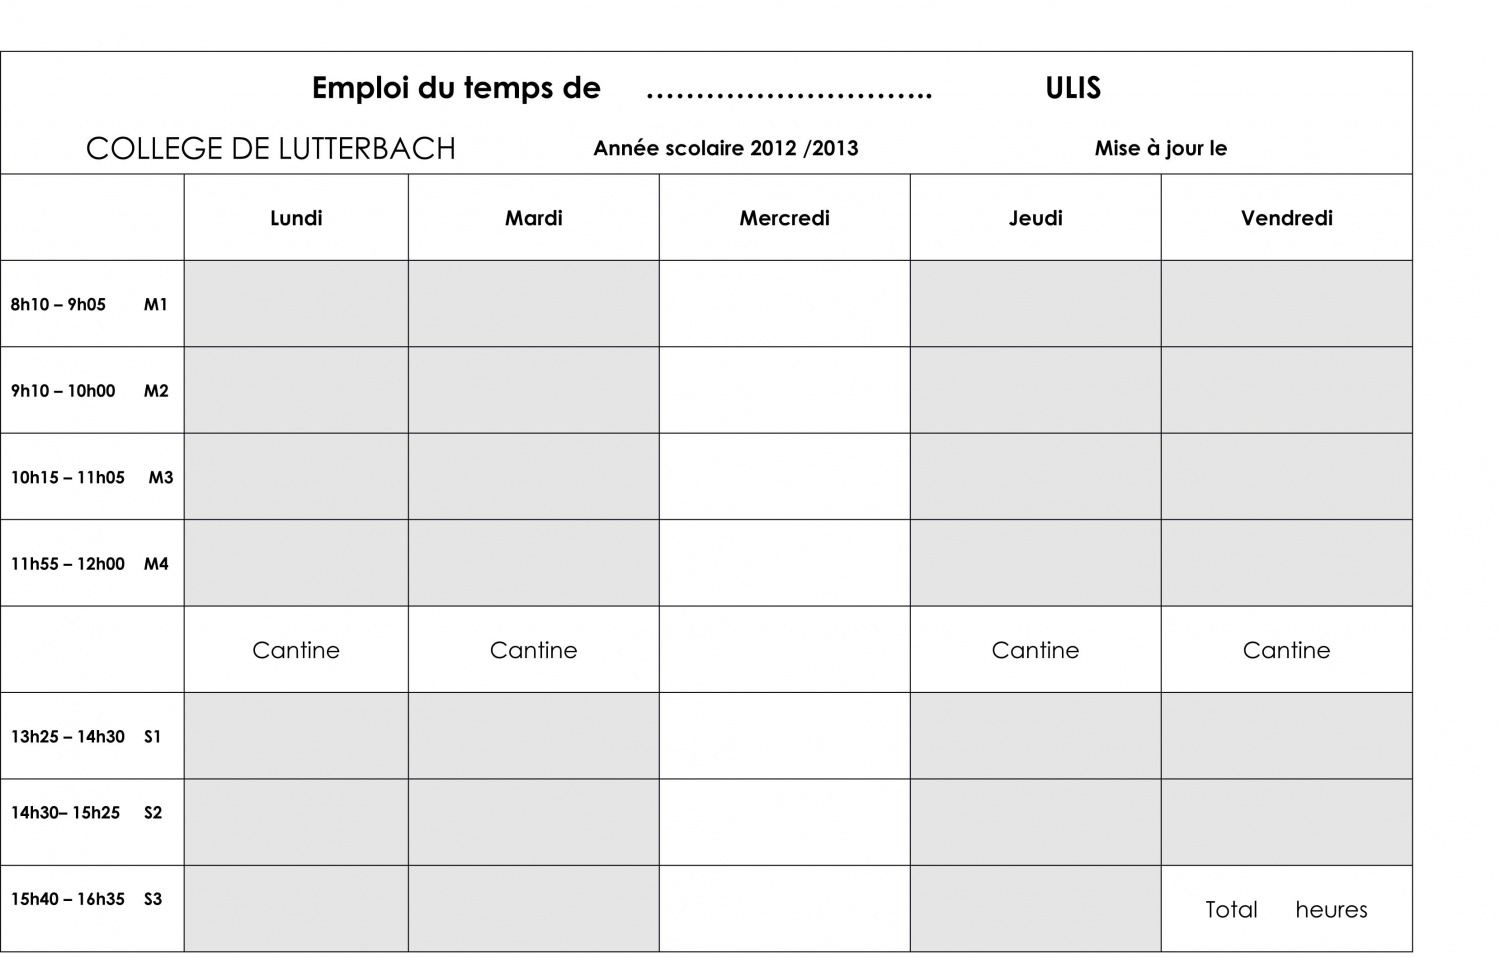 Emploi du temps de ……………………….. ULIS
COLLEGE DE LUTTERBACH Année scolaire 2012 /2013 Mise à jour le
Lundi Mardi Mercredi Jeudi Vendredi
8h10 – 9h05 M1
9h10 – 10h00 M2
10h15 – 11h05 M3
11h55 – 12h00 M4
Cantine Cantine Cantine Cantine
13h25 – 14h30 S1
14h30– 15h25 S2
15h40 – 16h35 S3
Total heures